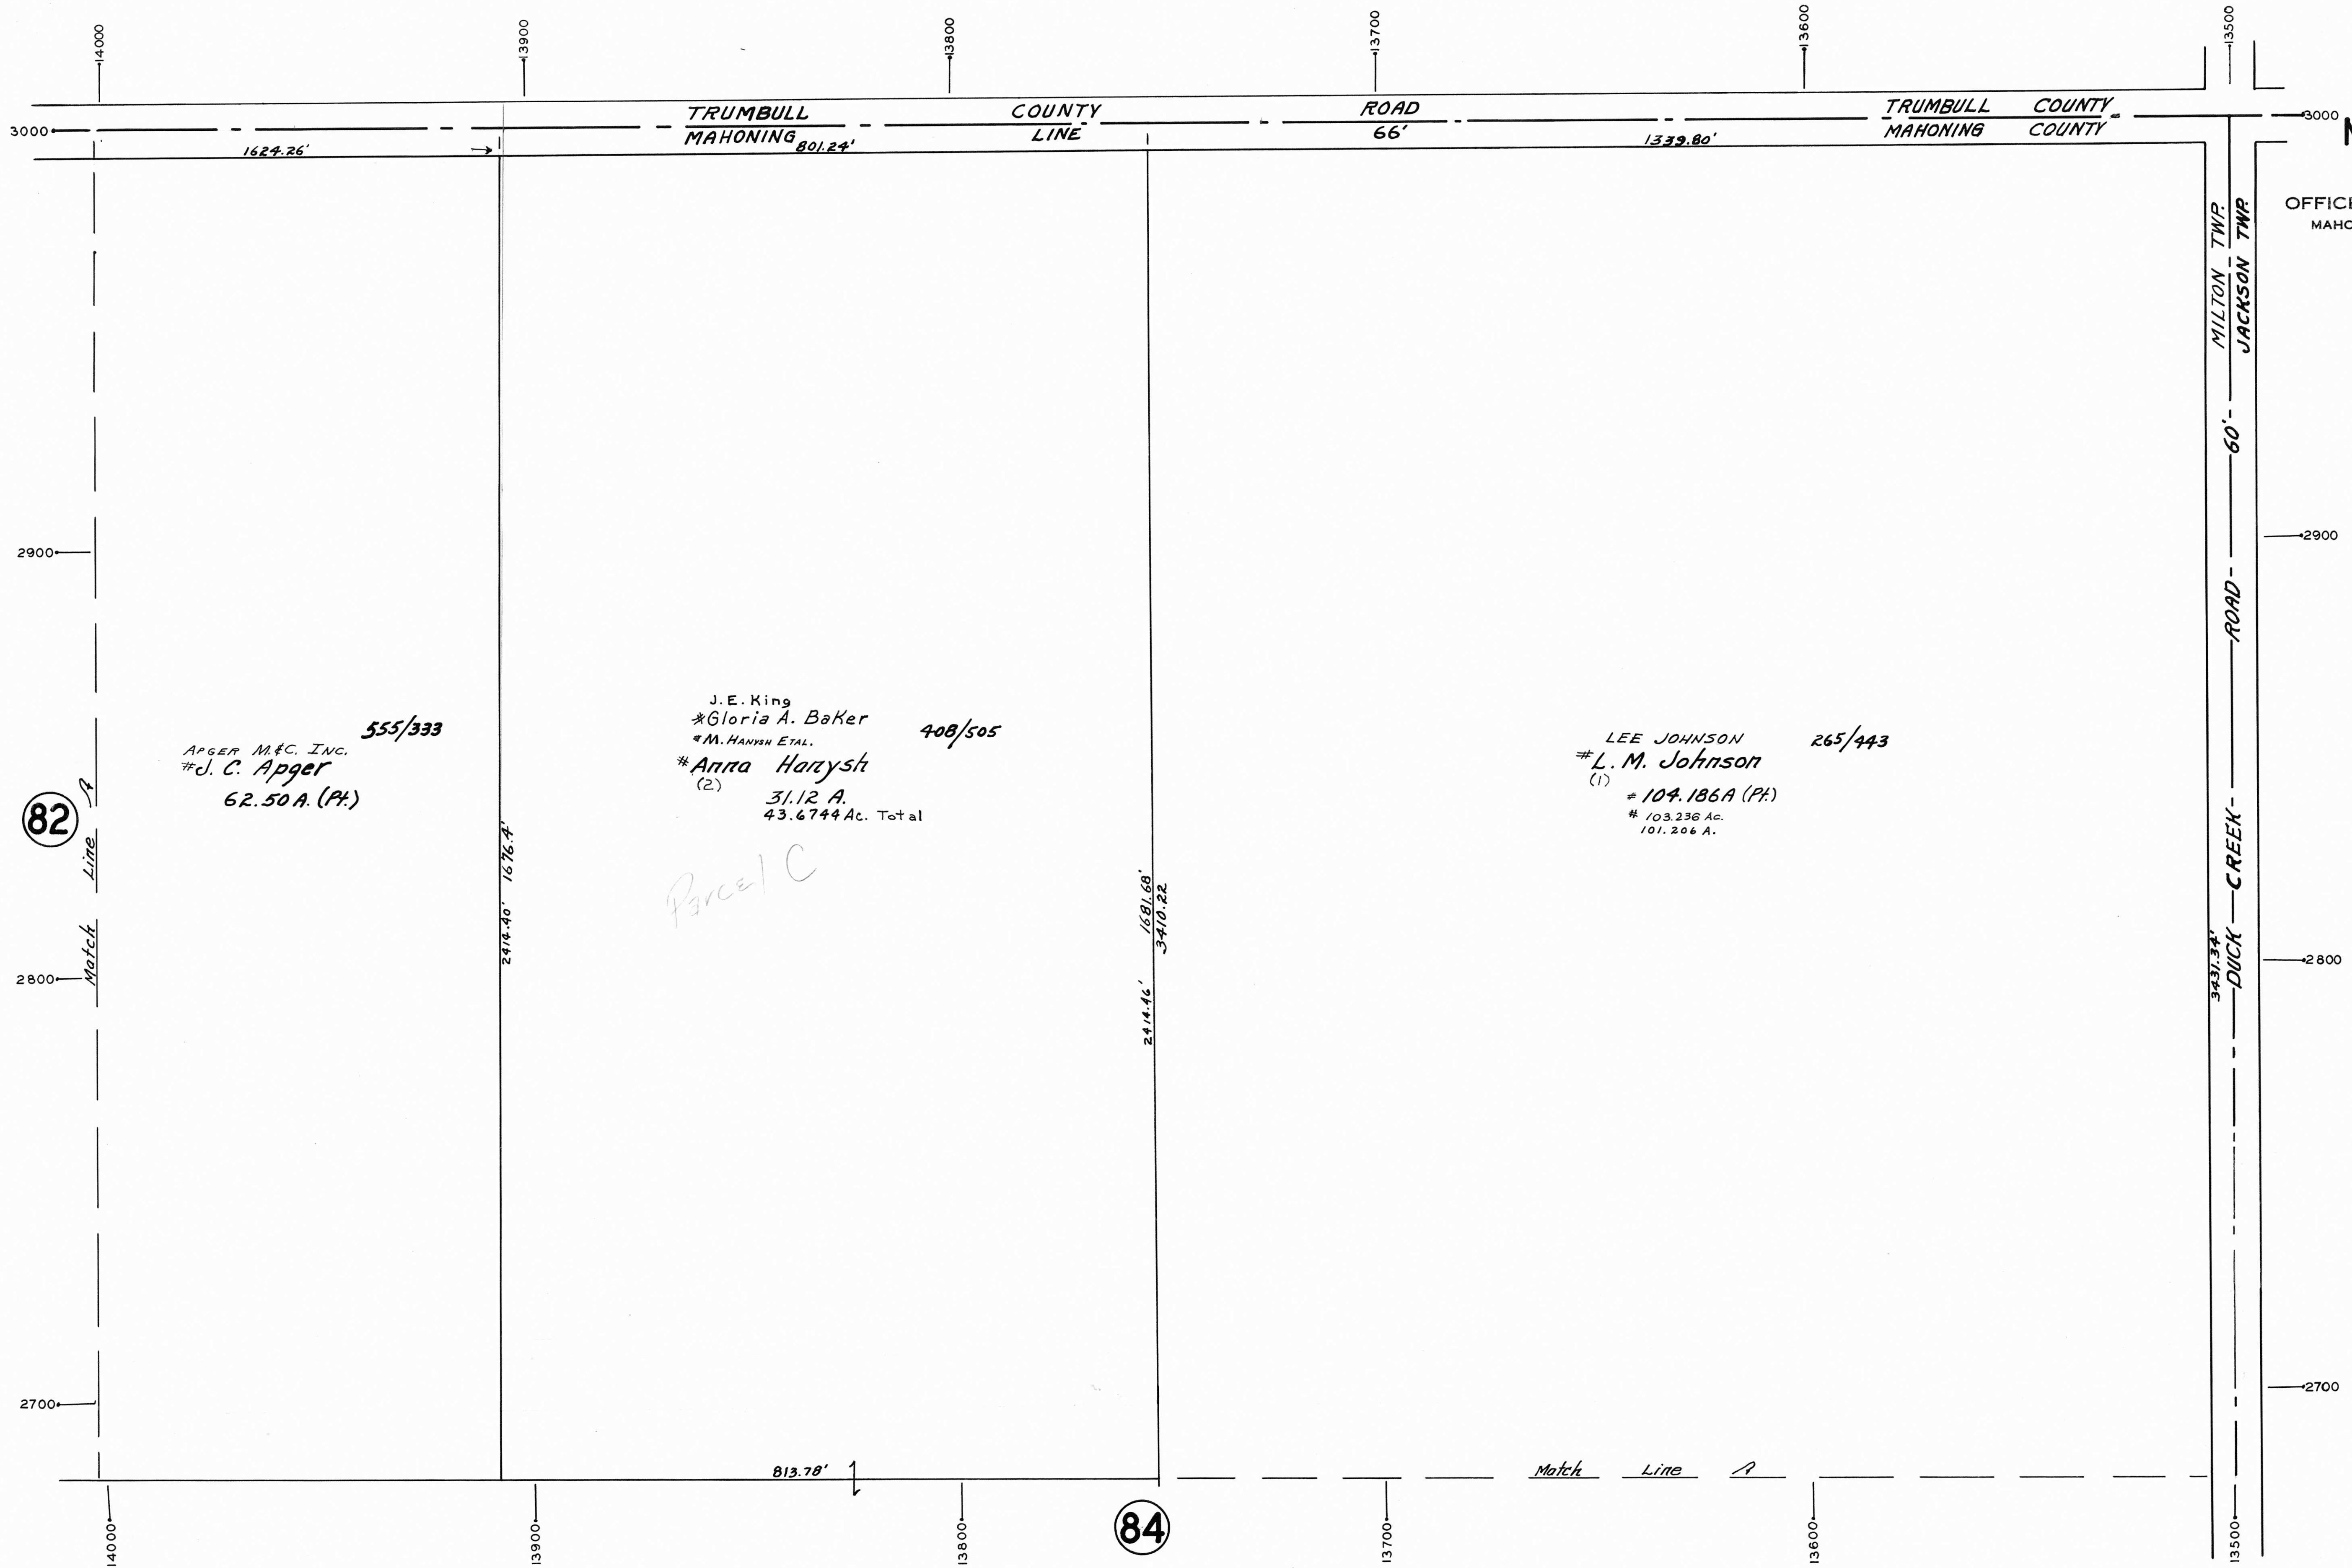 14000
13900
13800
13700
13600
13500
TRUMBULL COUNTY ROAD TRUMBULL COUNTY
3000 3000
MAHONING LINE 66' MAHONING COUNTY
1624.26' 801.24' 1339.80'
OFFIC
MAHO
MILTON TWP.
JACKSON TWP.
2900 2900
60'
DUCK CREEK ROAD
3431.34'
555/333
APGER M.&C. INC.
#J. C. Apger
62.50 A. (Pt.)
J.E. King
*Gloria A. Baker
#M. HANYSH ETAL.
408/505
#Anna Hanysh
(2)
31.12 A.
43.6744 Ac. Total
Parcel C
LEE JOHNSON
265/443
#L. M. Johnson
(1)
# 104.186A (Pt.)
# 103.236 Ac.
101.206 A.
82
Match Line A
2414.40' 1676.4'
2414.46' 1681.68'
3410.22
2800 2800
2700 2700
813.78'
Match Line A
84
14000
13900
13800
13700
13600
13500